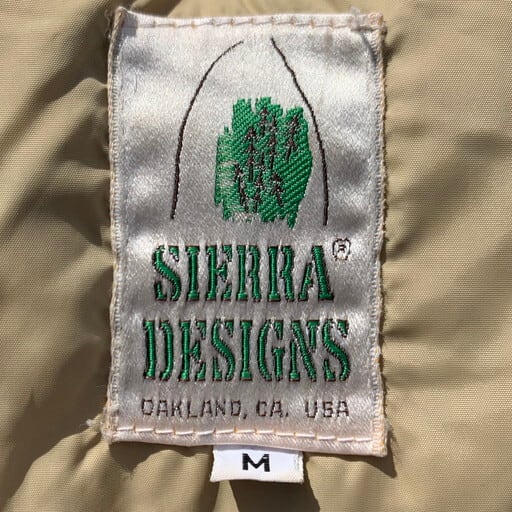 SIERRA®
DESIGNS
OAKLAND, CA. USA
M